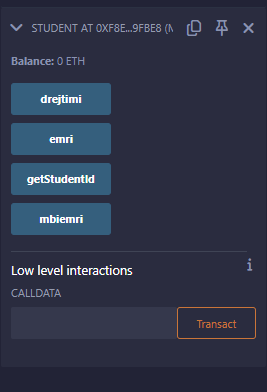 STUDENT AT 0XF8E...9FBE8 (M
Balance: 0 ETH
drejtimi
emri
getStudentId
mbiemri
Low level interactions
CALLDATA
Transact